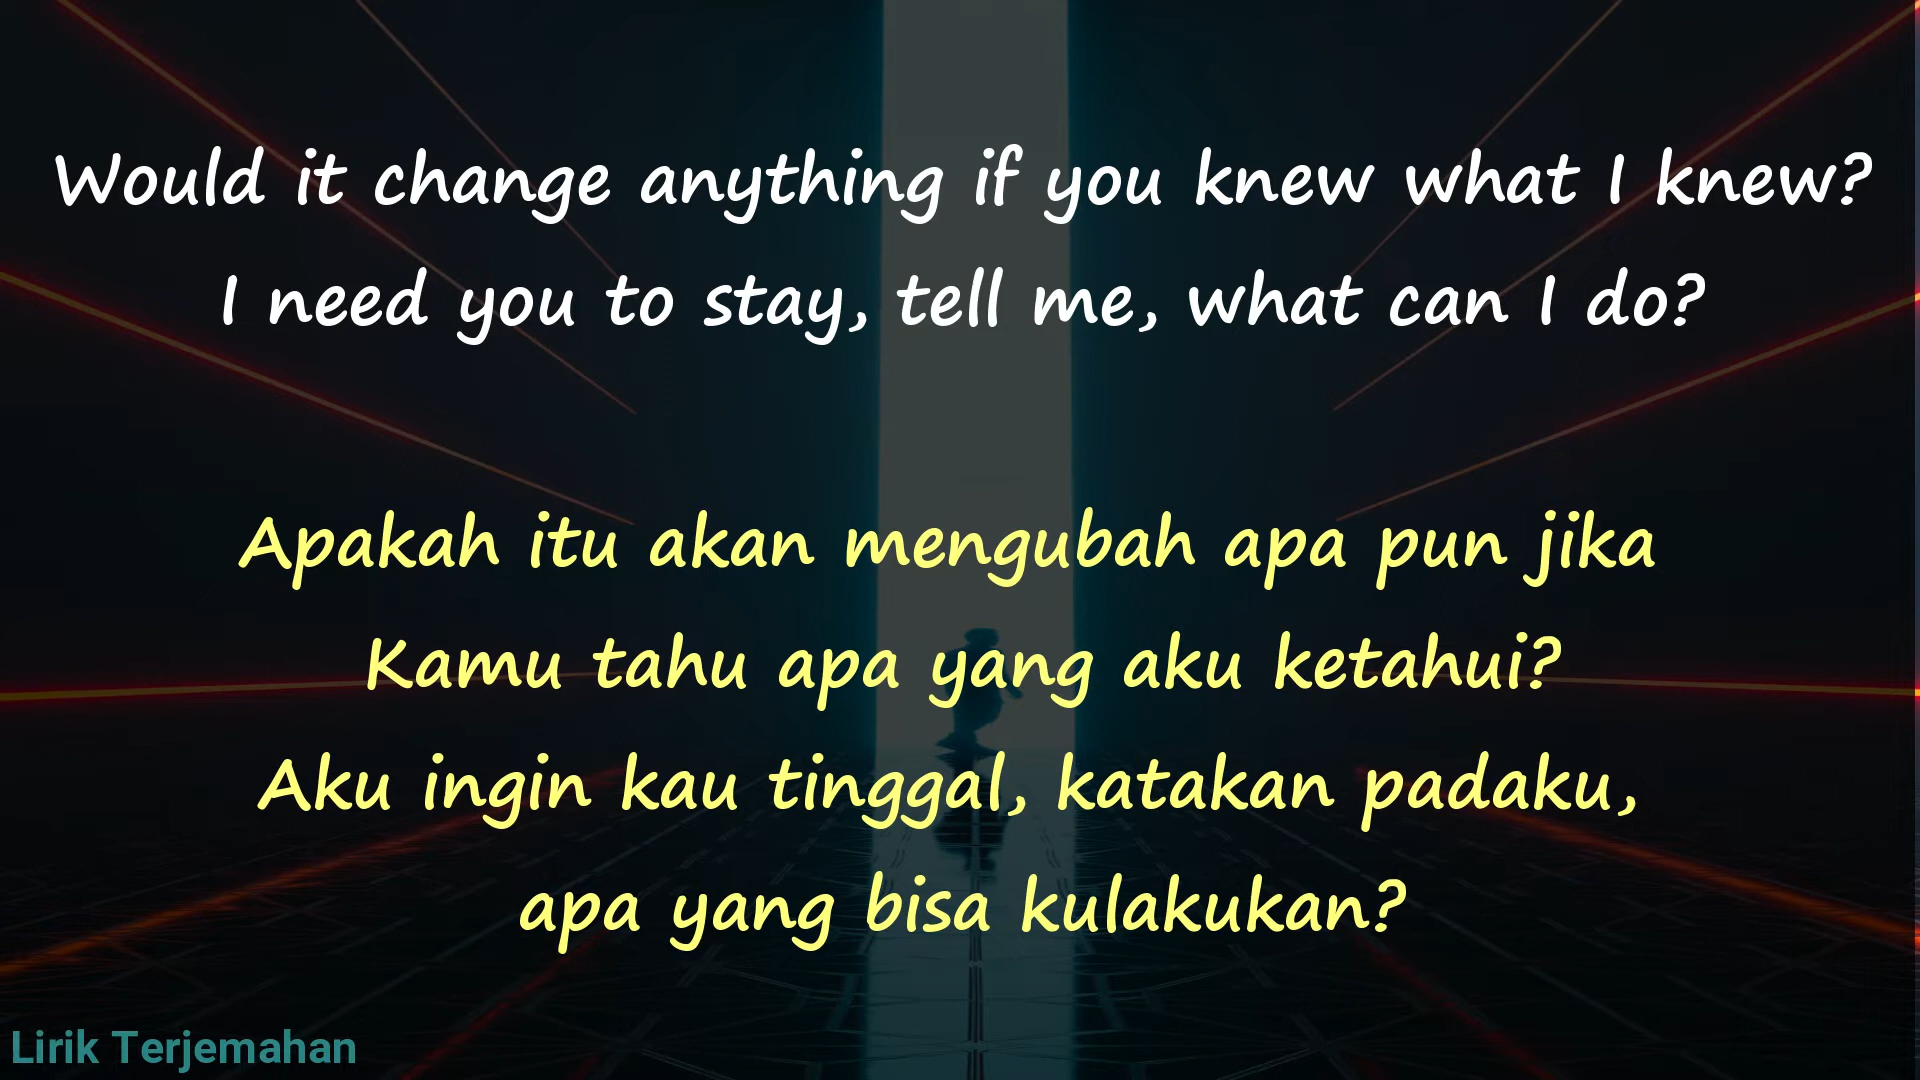 Would it change anything if you knew what I knew?
I need you to stay, tell me, what can I do?
Apakah itu akan mengubah apa pun jika
Kamu tahu apa yang aku ketahui?
Aku ingin kau tinggal, katakan padaku,
apa yang bisa kulakukan?
Lirik Terjemahan